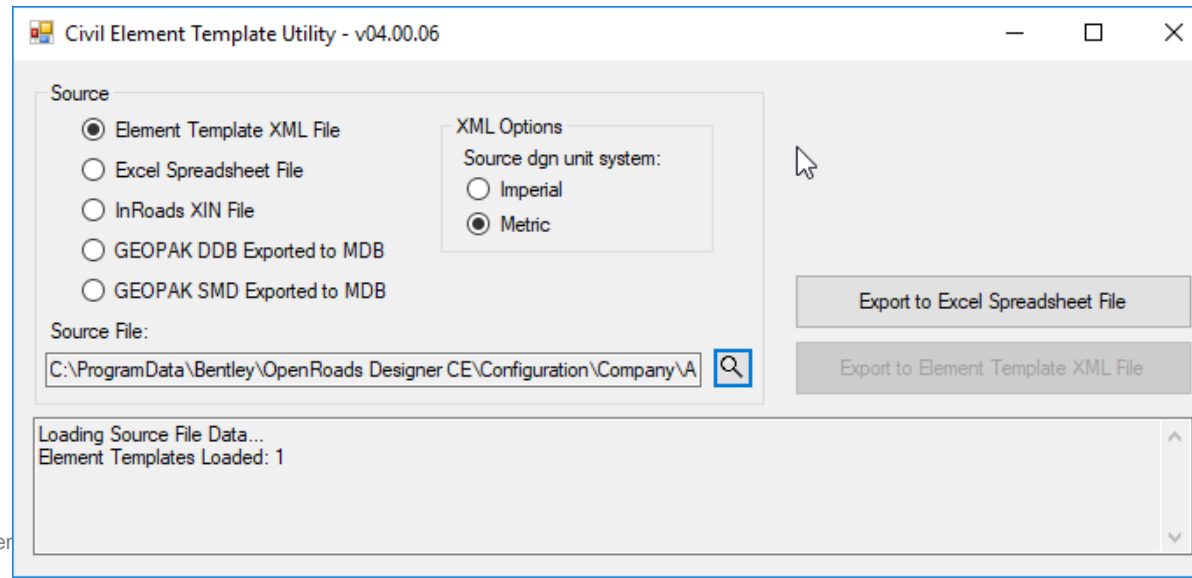 Civil Element Template Utility - v04.00.06
Source
Element Template XML File
Excel Spreadsheet File
InRoads XIN File
GEOPAK DDB Exported to MDB
GEOPAK SMD Exported to MDB
XML Options
Source dgn unit system:
Imperial
Metric
Source File:
C:\ProgramData\Bentley\OpenRoads Designer CE\Configuration\Company\A
Export to Excel Spreadsheet File
Export to Element Template XML File
Loading Source File Data...
Element Templates Loaded: 1
er